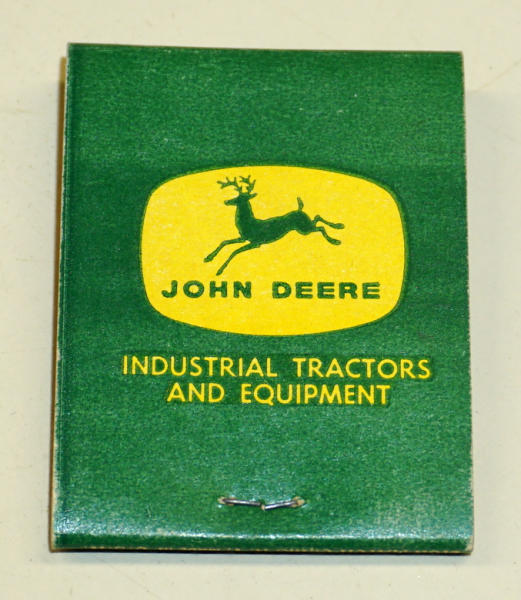 JOHN DEERE
INDUSTRIAL TRACTORS
AND EQUIPMENT